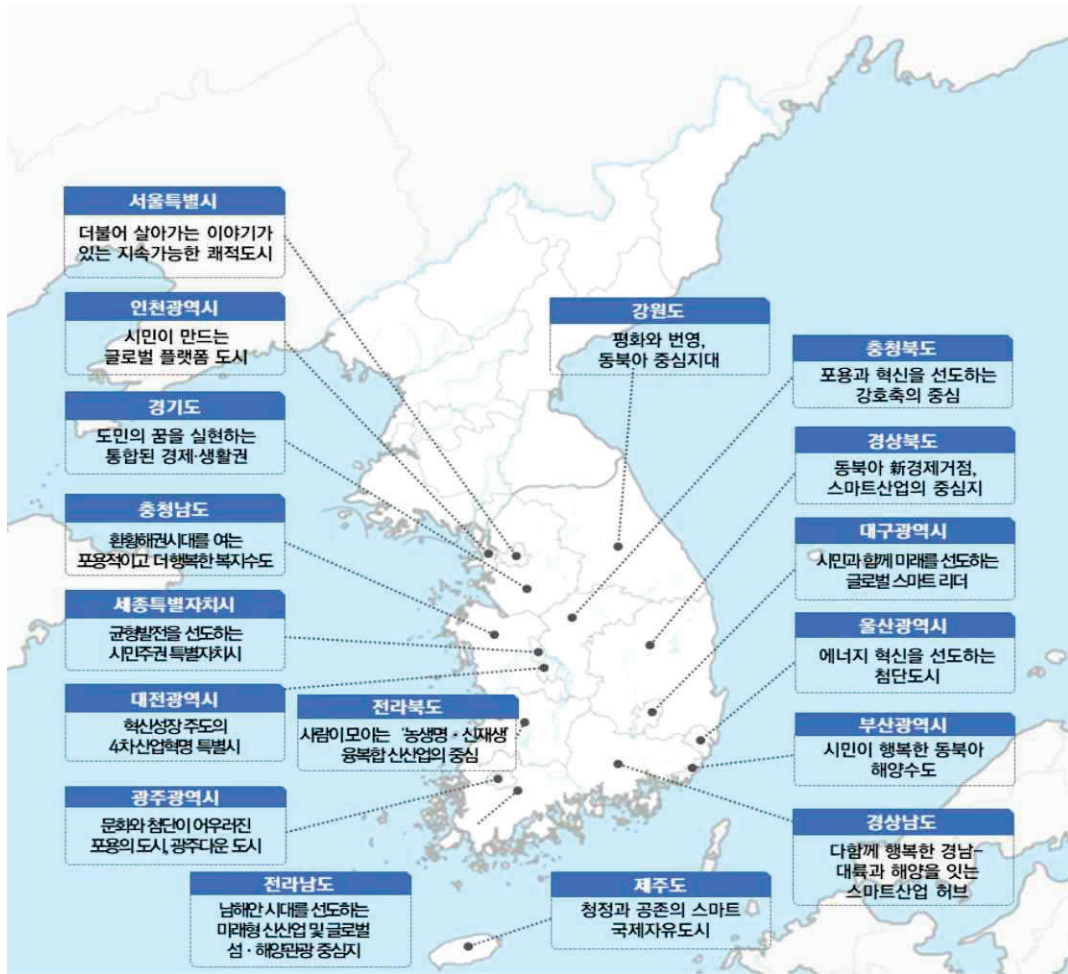 서울특별시
더불어 살아가는 이야기가
있는 지속가능한 쾌적도시
인천광역시
시민이 만드는
글로벌 플랫폼 도시
경기도
도민의 꿈을 실현하는
통합된 경제·생활권
충청남도
환황해권시대를 여는
포용적이고 더 행복한 복지수도
세종특별자치시
균형발전을 선도하는
시민주권 특별자치시
대전광역시
혁신성장 주도의
4차산업혁명 특별시
광주광역시
문화와 첨단이 어우러진
포용의 도시, 광주다운 도시
전라북도
사람이 모이는 ‘농생명·신재생’
융복합 신산업의 중심
전라남도
남해안 시대를 선도하는
미래형 신산업 및 글로벌
섬·해양관광 중심지
제주도
청정과 공존의 스마트
국제자유도시
강원도
평화와 번영,
동북아 중심지대
충청북도
포용과 혁신을 선도하는
강호축의 중심
경상북도
동북아 新경제거점,
스마트산업의 중심지
대구광역시
시민과 함께 미래를 선도하는
글로벌 스마트 리더
울산광역시
에너지 혁신을 선도하는
첨단도시
부산광역시
시민이 행복한 동북아
해양수도
경상남도
다함께 행복한 경남-
대륙과 해양을 잇는
스마트산업 허브